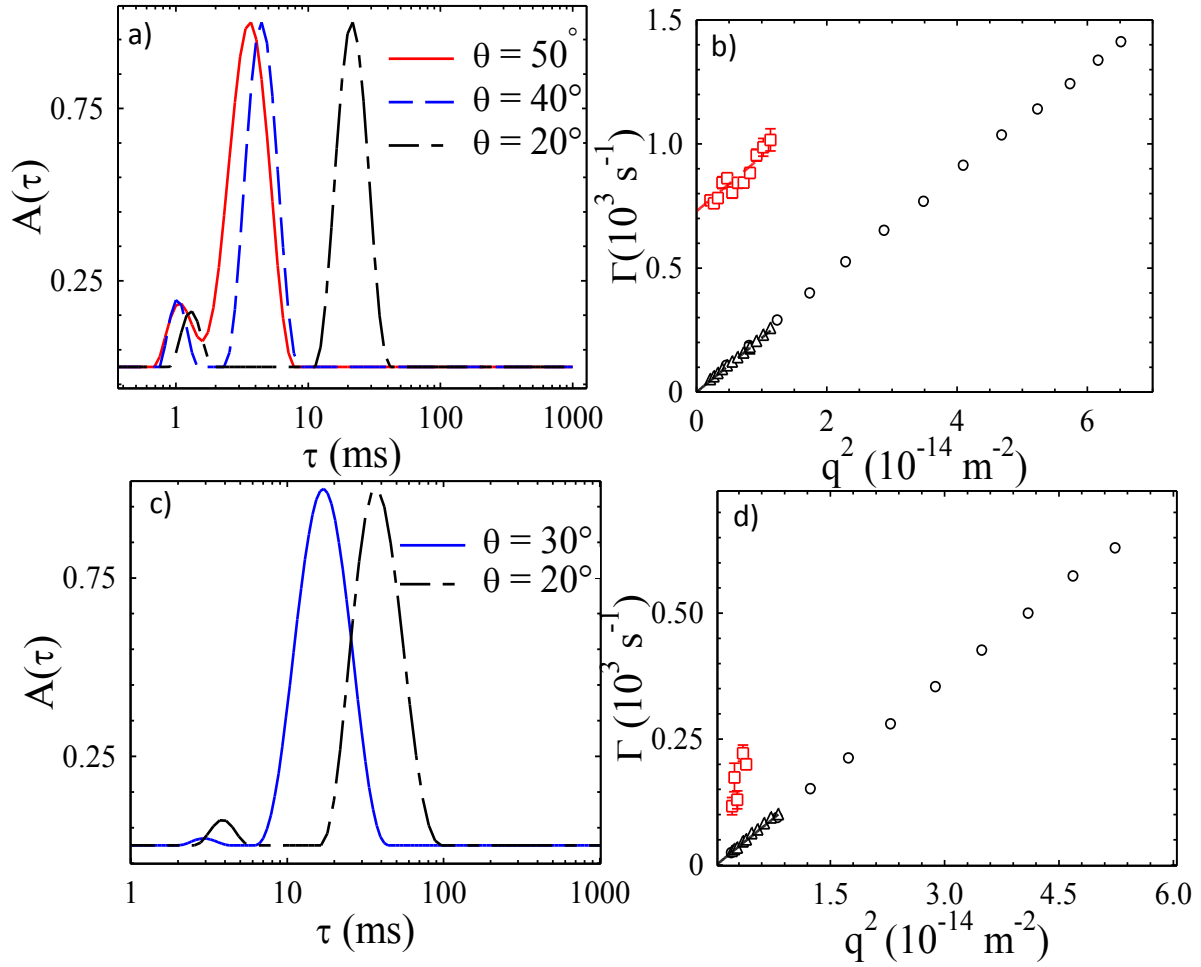 a)
θ = 50°
θ = 40°
θ = 20°
0.75
0.25
A(τ)
1 10 100 1000
τ (ms)
b)
1.5
1.0
0.5
0
Γ(10³ s⁻¹)
0 2 4 6
q² (10⁻¹⁴ m⁻²)
c)
θ = 30°
θ = 20°
0.75
0.25
A(τ)
1 10 100 1000
τ (ms)
d)
0.50
0.25
0
Γ (10³ s⁻¹)
1.5 3.0 4.5 6.0
q² (10⁻¹⁴ m⁻²)